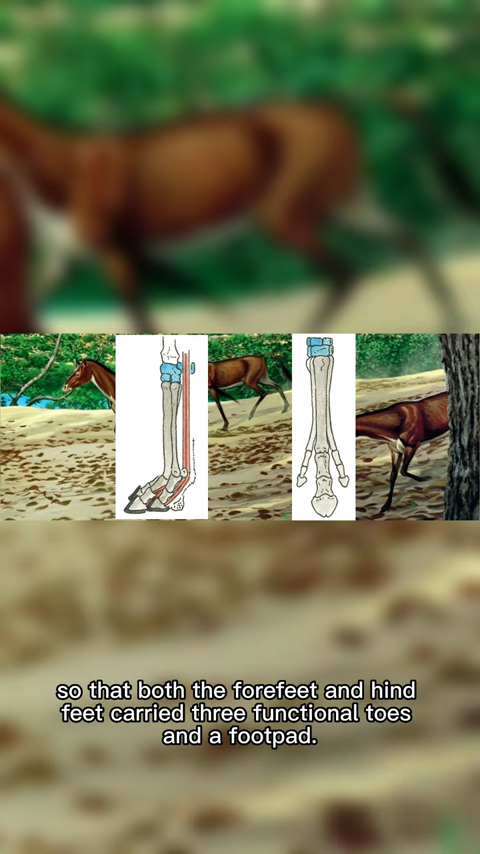 so that both the forefeet and hind
feet carried three functional toes
and a footpad.